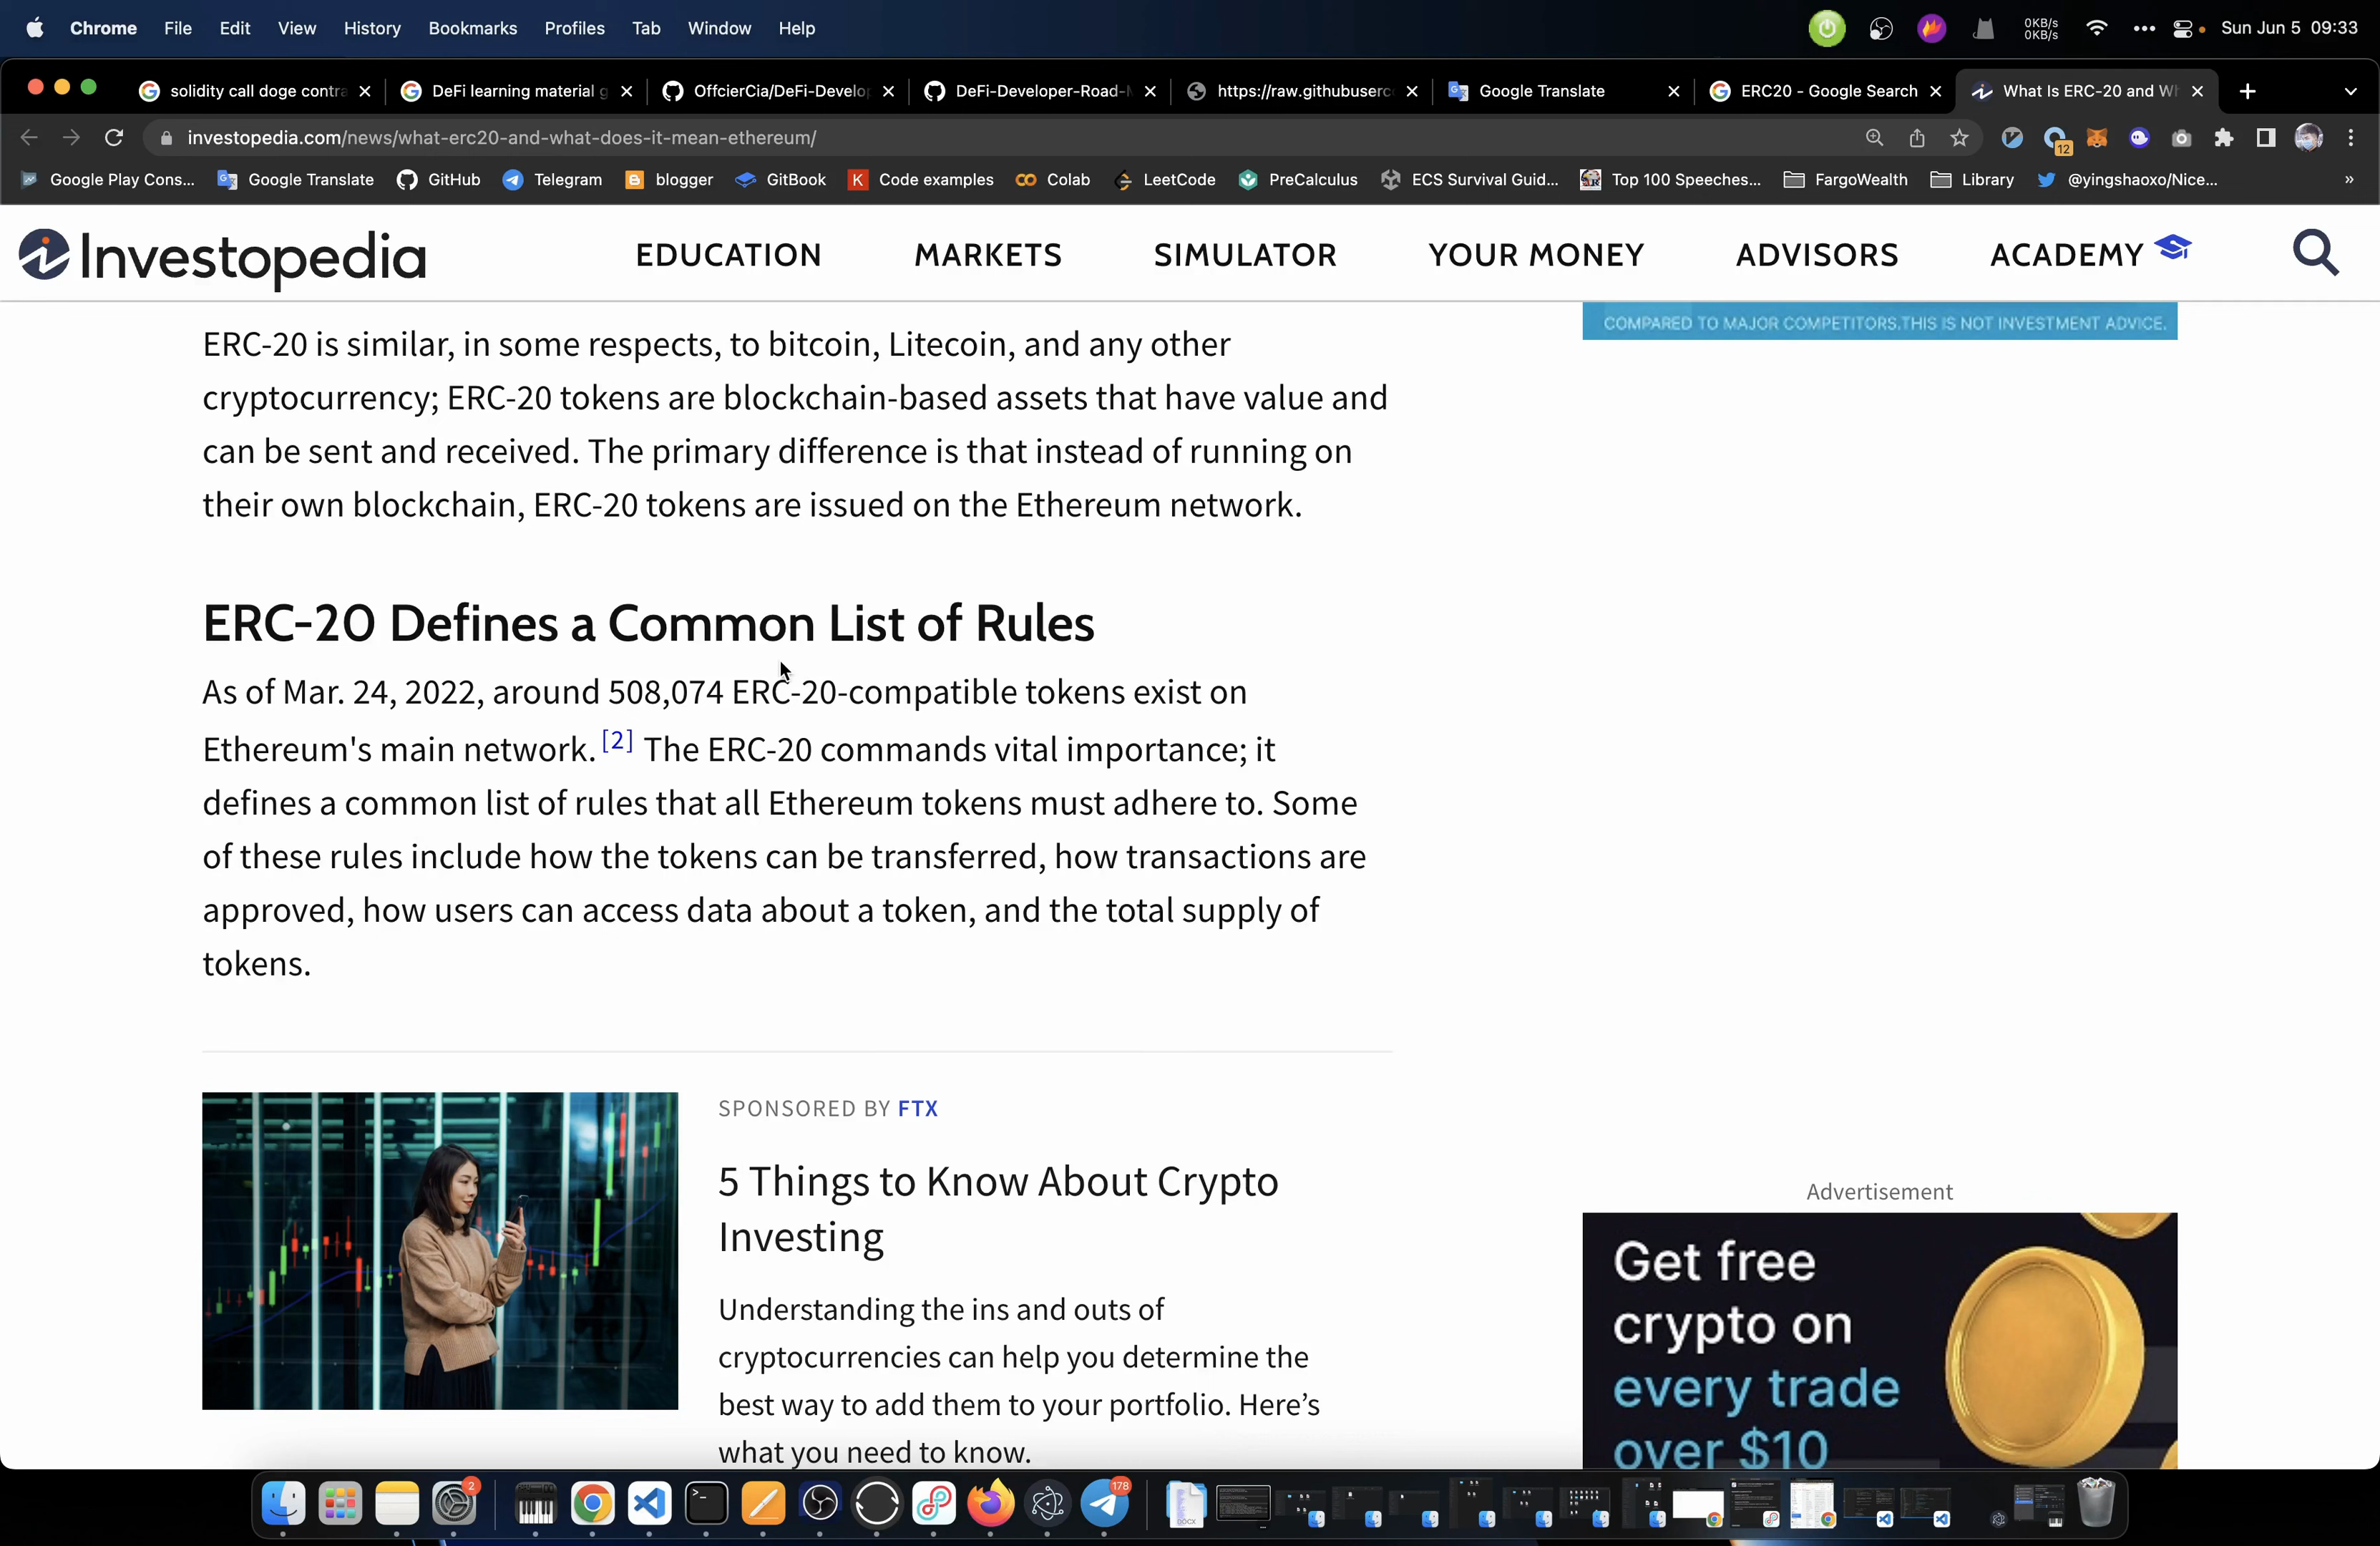 Chrome File Edit View History Bookmarks Profiles Tab Window Help 0KB/s 0KB/s Sun Jun 5 09:33
solidity call doge contra DeFi learning material g OffcierCia/DeFi-Develop DeFi-Developer-Road-M https://raw.githubuserco Google Translate ERC20 - Google Search What Is ERC-20 and Wh
investopedia.com/news/what-erc20-and-what-does-it-mean-ethereum/ 12
Google Play Cons... Google Translate GitHub Telegram blogger GitBook Code examples Colab LeetCode PreCalculus ECS Survival Guid... Top 100 Speeches... FargoWealth Library @yingshaoxo/Nice... »
Investopedia EDUCATION MARKETS SIMULATOR YOUR MONEY ADVISORS ACADEMY
COMPARED TO MAJOR COMPETITORS.THIS IS NOT INVESTMENT ADVICE.
ERC-20 is similar, in some respects, to bitcoin, Litecoin, and any other
cryptocurrency; ERC-20 tokens are blockchain-based assets that have value and
can be sent and received. The primary difference is that instead of running on
their own blockchain, ERC-20 tokens are issued on the Ethereum network.
ERC-20 Defines a Common List of Rules
As of Mar. 24, 2022, around 508,074 ERC-20-compatible tokens exist on
Ethereum's main network.[2] The ERC-20 commands vital importance; it
defines a common list of rules that all Ethereum tokens must adhere to. Some
of these rules include how the tokens can be transferred, how transactions are
approved, how users can access data about a token, and the total supply of
tokens.
SPONSORED BY FTX
5 Things to Know About Crypto
Investing
Understanding the ins and outs of
cryptocurrencies can help you determine the
best way to add them to your portfolio. Here’s
what you need to know.
Advertisement
Get free
crypto on
every trade
over $10
2
178
DOCX